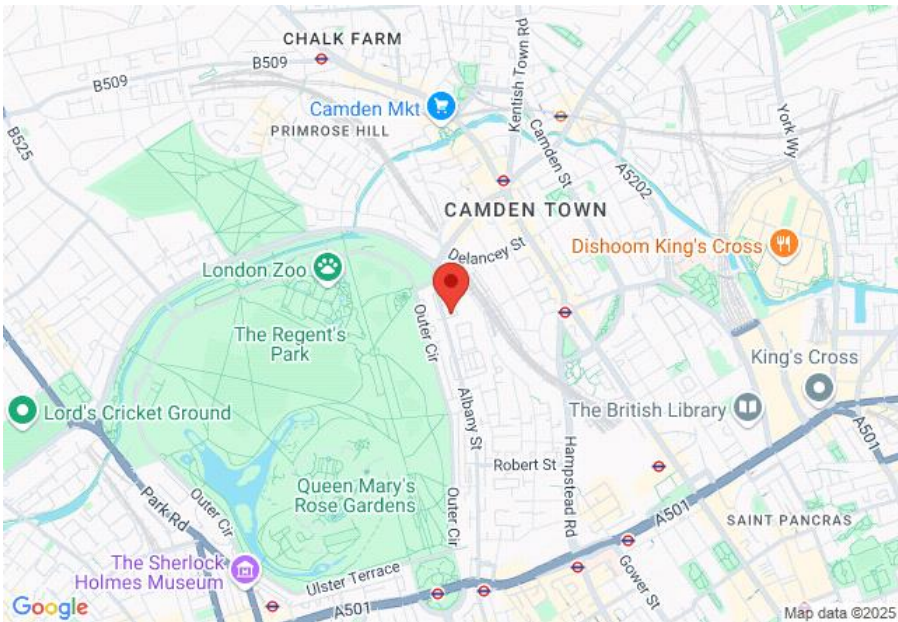 CHALK FARM
B509
B509
Kentish Town Rd
Camden Mkt
PRIMROSE HILL
Camden St
York Wy
B525
A5202
CAMDEN TOWN
Delancey St
Dishoom King's Cross
London Zoo
Outer Cir
The Regent's
Park
King's Cross
Lord's Cricket Ground
Albany St
The British Library
A501
Hampstead Rd
Robert St
Queen Mary's
Rose Gardens
Park Rd
Outer Cir
Outer Cir
A501
SAINT PANCRAS
The Sherlock
Holmes Museum
Ulster Terrace
Gower St
A501
Google
Map data ©2025